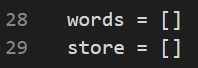 28 words = []
29 store = []